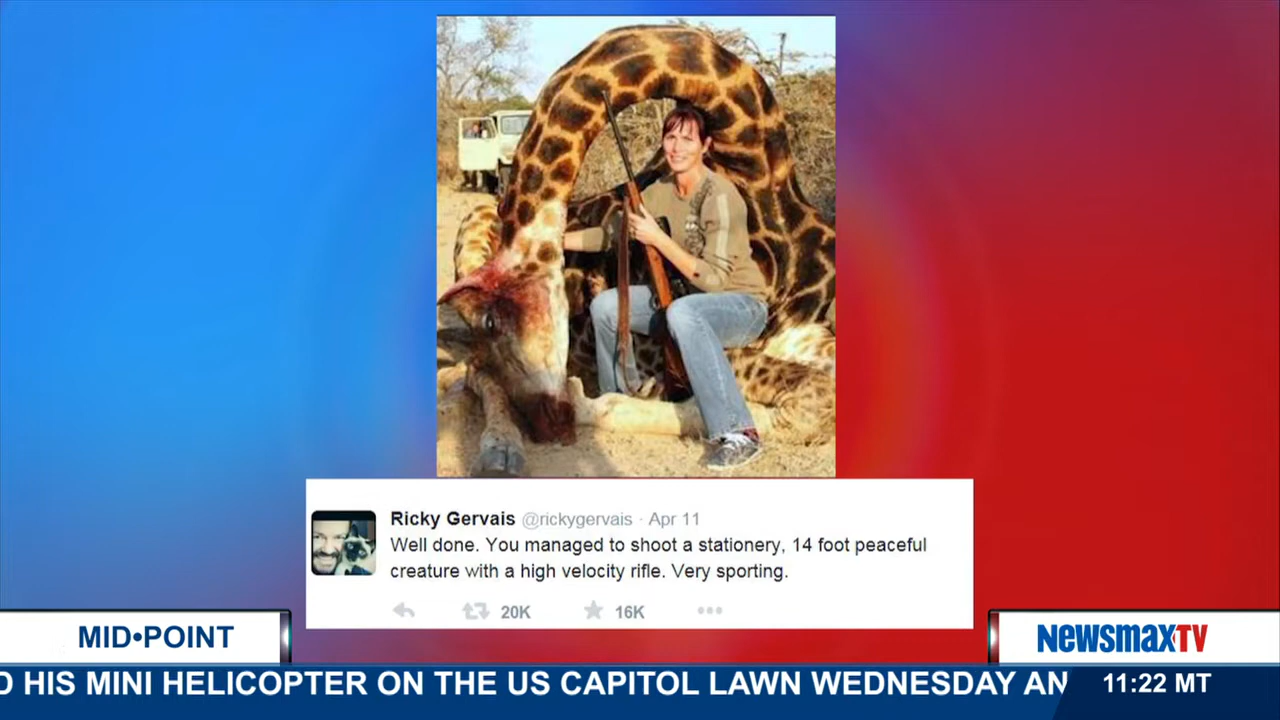 Ricky Gervais @rickygervais · Apr 11
Well done. You managed to shoot a stationery, 14 foot peaceful
creature with a high velocity rifle. Very sporting.
20K 16K
MID•POINT
NEWSMAXTV
HIS MINI HELICOPTER ON THE US CAPITOL LAWN WEDNESDAY 11:22 MT